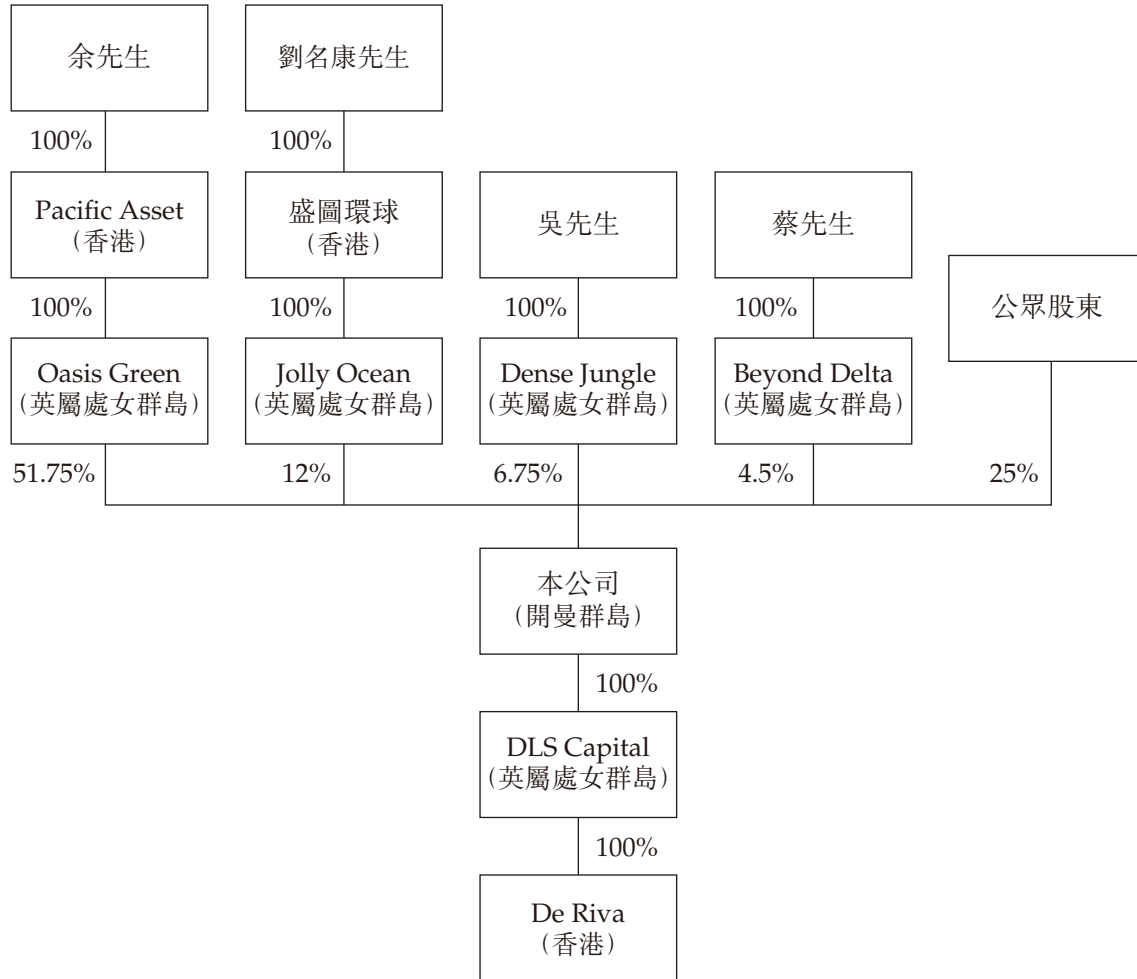 余先生
劉名康先生
100%
100%
Pacific Asset
（香港）
盛圖環球
（香港）
吳先生
蔡先生
公眾股東
100%
100%
100%
100%
Oasis Green
（英屬處女群島）
Jolly Ocean
（英屬處女群島）
Dense Jungle
（英屬處女群島）
Beyond Delta
（英屬處女群島）
51.75%
12%
6.75%
4.5%
25%
本公司
（開曼群島）
100%
DLS Capital
（英屬處女群島）
100%
De Riva
（香港）